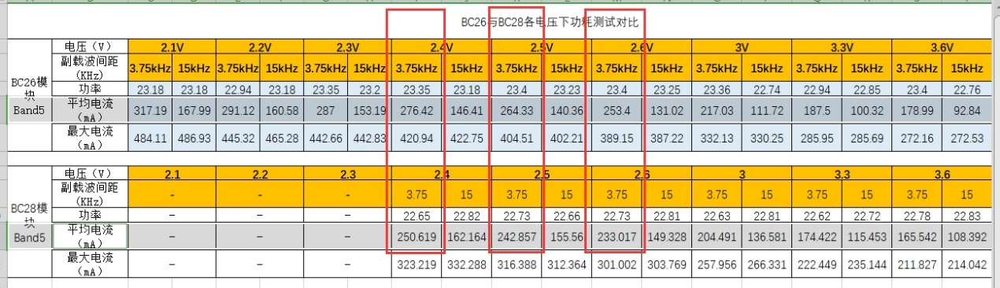 BC26与BC28各电压下功耗测试对比
BC26模块 Band5
电压（V） 2.1V 2.2V 2.3V 2.4V 2.5V 2.6V 3V 3.3V 3.6V
副载波间距(KHz) 3.75kHz 15kHz 3.75kHz 15kHz 3.75kHz 15kHz 3.75kHz 15kHz 3.75kHz 15kHz 3.75kHz 15kHz 3.75kHz 15kHz 3.75kHz 15kHz 3.75kHz 15kHz
功率 23.18 23.18 22.94 23.18 23.35 23.2 23.35 23.18 23.4 23.23 23.4 23.25 23.36 22.74 22.94 22.85 23.4 22.76
平均电流（mA） 317.19 167.99 291.12 160.58 287 153.19 276.42 146.41 264.33 140.36 253.4 131.02 217.03 111.72 187.5 100.32 178.99 92.84
最大电流（mA） 484.11 486.93 445.32 465.28 442.66 442.83 420.94 422.75 404.51 402.21 389.15 387.22 332.13 330.25 285.95 285.69 272.16 272.53
BC28模块 Band5
电压（V） 2.1 2.2 2.3 2.4 2.5 2.6 3 3.3 3.6
副载波间距(KHz) - - - 3.75 15 3.75 15 3.75 15 3.75 15 3.75 15 3.75 15
功率 - - - 22.65 22.82 22.73 22.66 22.73 22.81 22.63 22.81 22.62 22.72 22.78 22.83
平均电流（mA） - - - 250.619 162.164 242.857 155.56 233.017 149.328 204.491 136.581 174.422 115.453 165.542 108.392
最大电流（mA） - - - 323.219 332.288 316.388 312.364 301.002 303.769 257.956 266.331 222.449 235.144 211.827 214.042